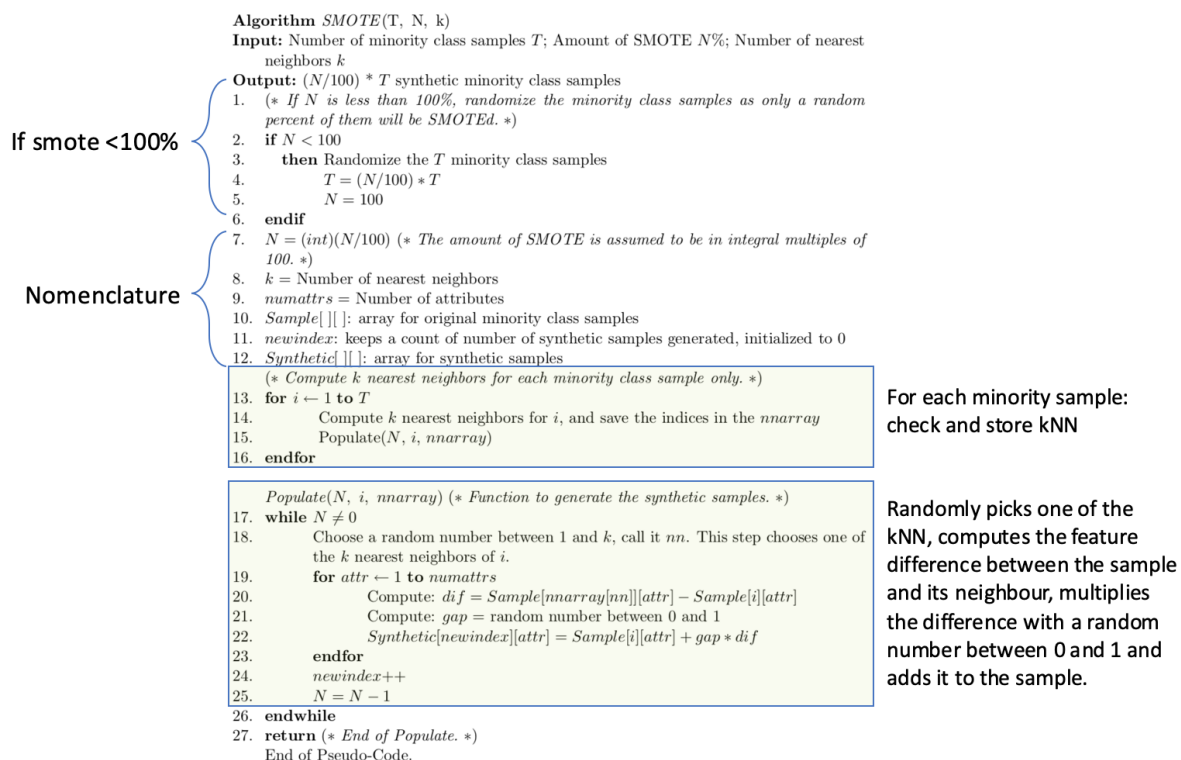 Algorithm SMOTE(T, N, k)
Input: Number of minority class samples T; Amount of SMOTE N%; Number of nearest
neighbors k
Output: (N/100) * T synthetic minority class samples
1. (* If N is less than 100%, randomize the minority class samples as only a random
percent of them will be SMOTEd. *)
If smote <100%
2. if N < 100
3. then Randomize the T minority class samples
4. T = (N/100) ∗ T
5. N = 100
6. endif
7. N = (int)(N/100) (* The amount of SMOTE is assumed to be in integral multiples of
100. *)
8. k = Number of nearest neighbors
Nomenclature
9. numattrs = Number of attributes
10. Sample[ ][ ]: array for original minority class samples
11. newindex: keeps a count of number of synthetic samples generated, initialized to 0
12. Synthetic[ ][ ]: array for synthetic samples
(* Compute k nearest neighbors for each minority class sample only. *)
13. for i ← 1 to T
14. Compute k nearest neighbors for i, and save the indices in the nnarray
15. Populate(N, i, nnarray)
16. endfor
For each minority sample:
check and store kNN
Populate(N, i, nnarray) (* Function to generate the synthetic samples. *)
17. while N ≠ 0
18. Choose a random number between 1 and k, call it nn. This step chooses one of
the k nearest neighbors of i.
19. for attr ← 1 to numattrs
20. Compute: dif = Sample[nnarray[nn]][attr] − Sample[i][attr]
21. Compute: gap = random number between 0 and 1
22. Synthetic[newindex][attr] = Sample[i][attr] + gap ∗ dif
23. endfor
24. newindex++
25. N = N − 1
Randomly picks one of the
kNN, computes the feature
difference between the sample
and its neighbour, multiplies
the difference with a random
number between 0 and 1 and
adds it to the sample.
26. endwhile
27. return (* End of Populate. *)
End of Pseudo-Code.